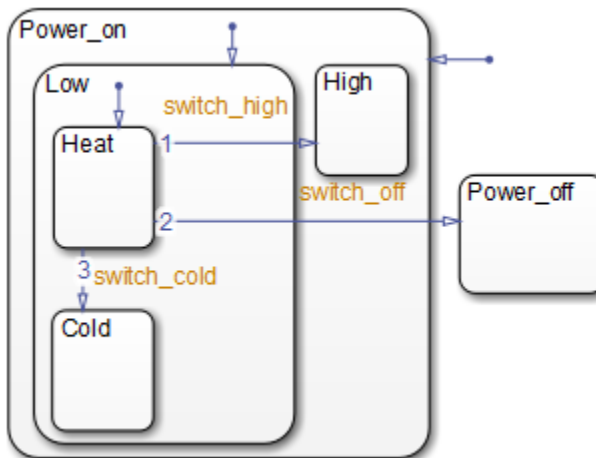 Power_on
Low
High
switch_high
Heat
1
switch_off
Power_off
2
3
switch_cold
Cold